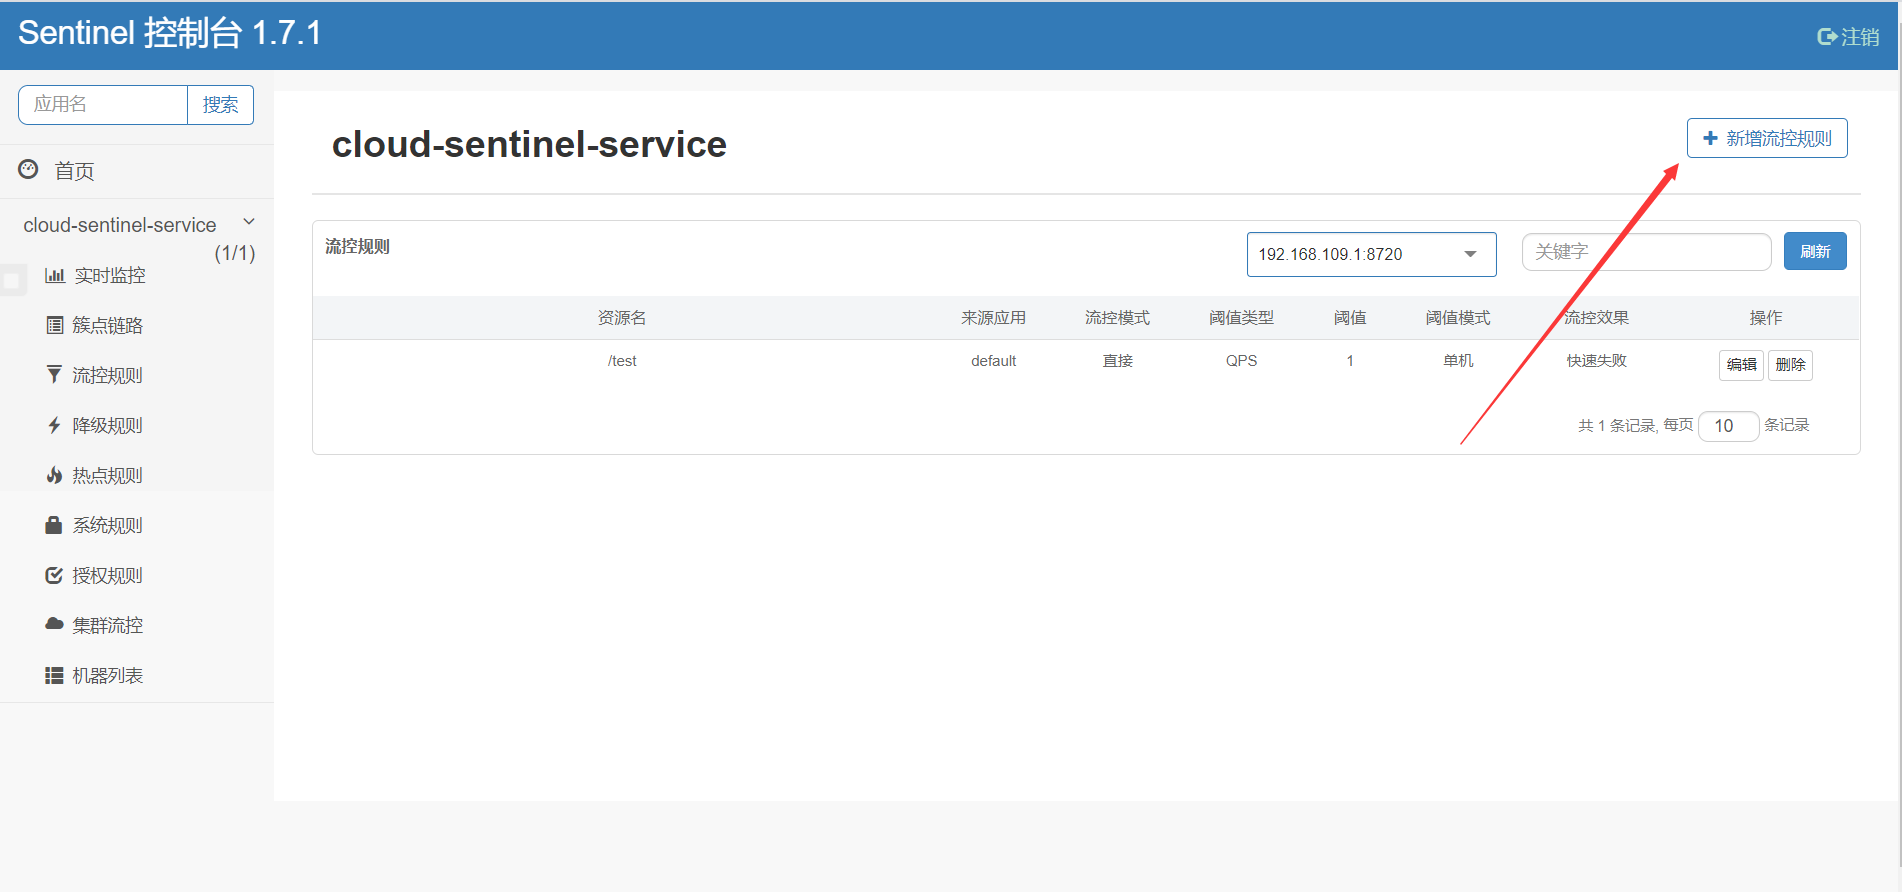 Sentinel 控制台 1.7.1
注销
应用名 搜索
首页
cloud-sentinel-service
(1/1)
实时监控
簇点链路
流控规则
降级规则
热点规则
系统规则
授权规则
集群流控
机器列表
cloud-sentinel-service
新增流控规则
流控规则 192.168.109.1:8720 关键字 刷新
资源名 来源应用 流控模式 阈值类型 阈值 阈值模式 流控效果 操作
/test default 直接 QPS 1 单机 快速失败 编辑 删除
共 1 条记录, 每页 10 条记录